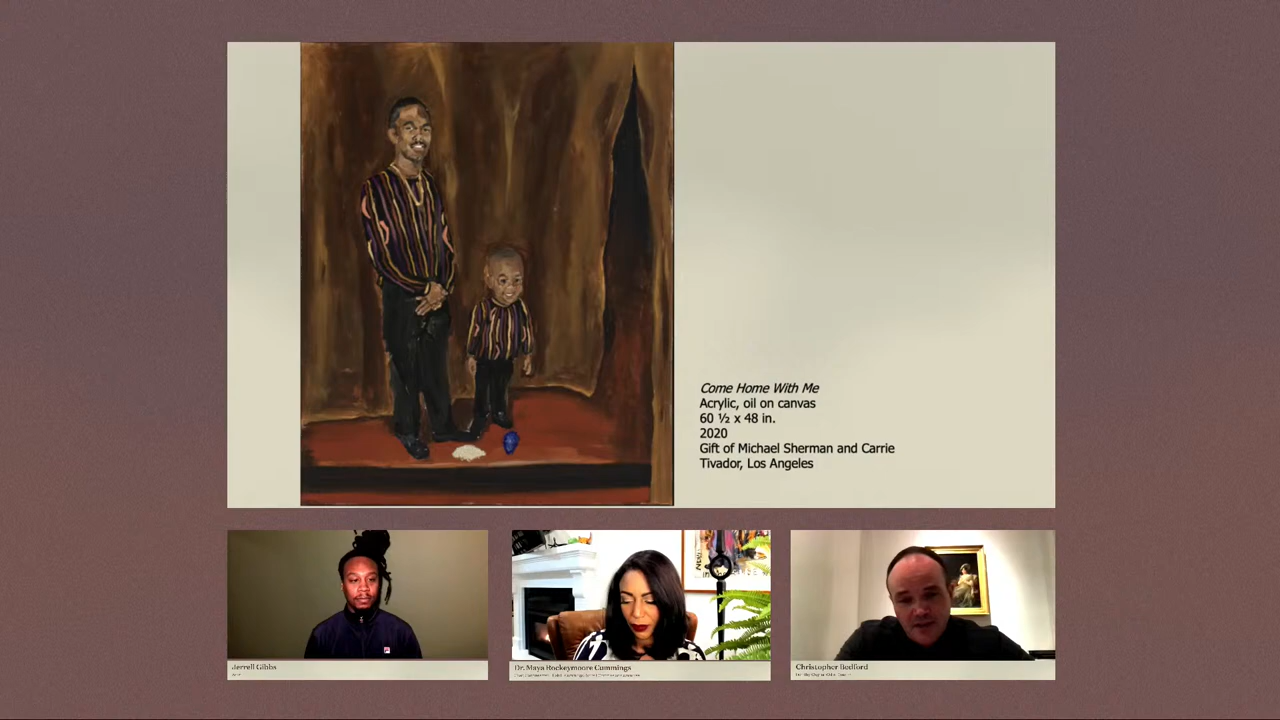 Come Home With Me
Acrylic, oil on canvas
60 ½ x 48 in.
2020
Gift of Michael Sherman and Carrie
Tivador, Los Angeles
Jerrell Gibbs
Dr. Maya Rockeymoore Cummings
Christopher Bedford